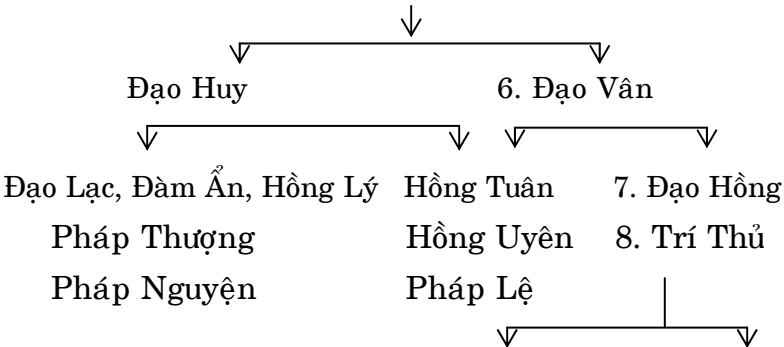 Đạo Huy 6. Đạo Vân
Đạo Lạc, Đàm Ẩn, Hồng Lý Hồng Tuân 7. Đạo Hồng
Pháp Thượng Hồng Uyên 8. Trí Thủ
Pháp Nguyện Pháp Lệ